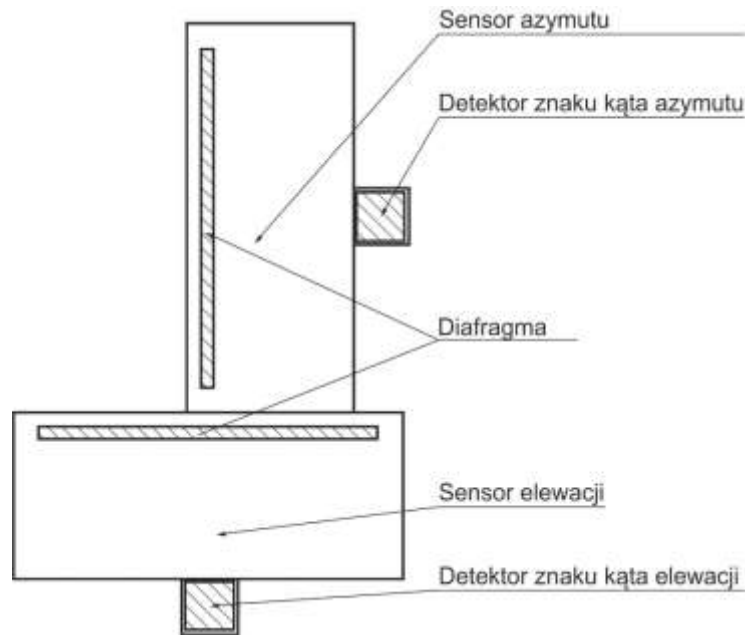 Sensor azymutu
Detektor znaku kąta azymutu
Diafragma
Sensor elewacji
Detektor znaku kąta elewacji